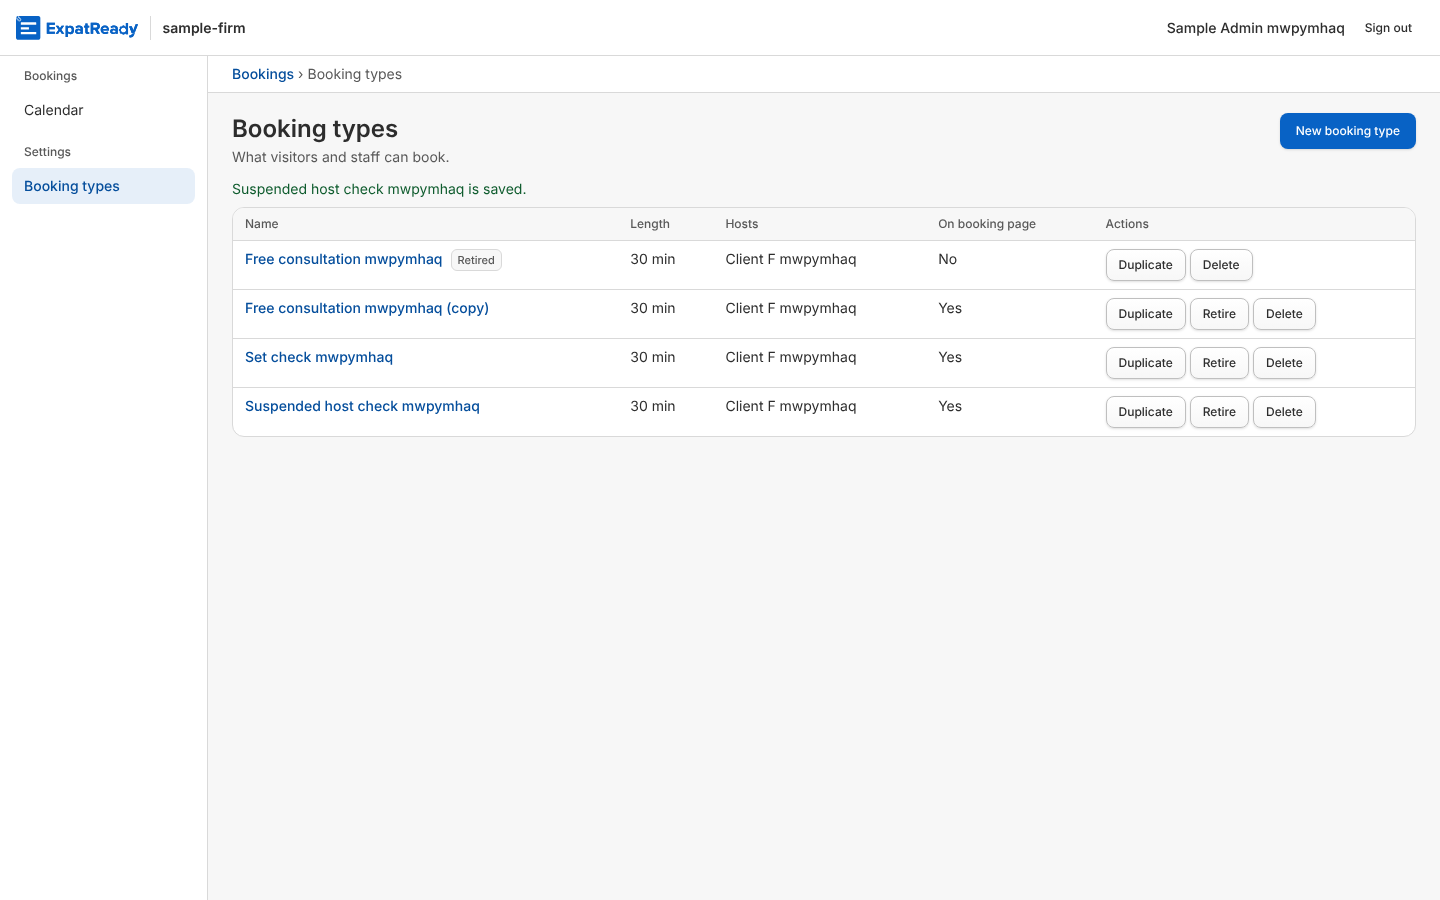 ExpatReady sample-firm Sample Admin mwpymhaq Sign out
Bookings
Calendar
Settings
Booking types
Bookings › Booking types
Booking types
New booking type
What visitors and staff can book.
Suspended host check mwpymhaq is saved.
Name Length Hosts On booking page Actions
Free consultation mwpymhaq Retired 30 min Client F mwpymhaq No Duplicate Delete
Free consultation mwpymhaq (copy) 30 min Client F mwpymhaq Yes Duplicate Retire Delete
Set check mwpymhaq 30 min Client F mwpymhaq Yes Duplicate Retire Delete
Suspended host check mwpymhaq 30 min Client F mwpymhaq Yes Duplicate Retire Delete